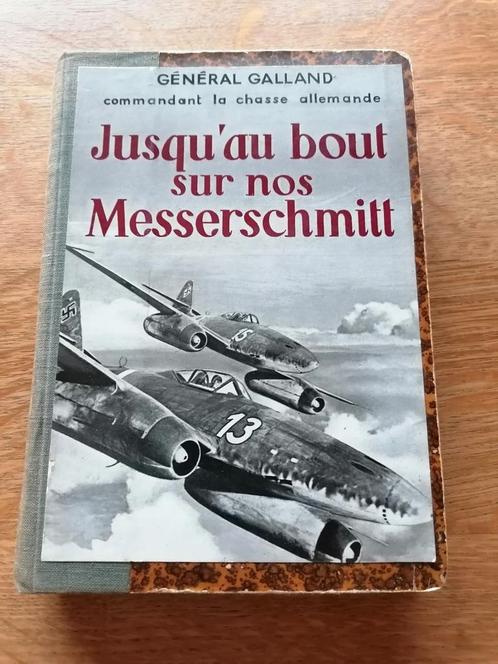 GÉNÉRAL GALLAND
commandant la chasse allemande
Jusqu'au bout
sur nos
Messerschmitt
15
13